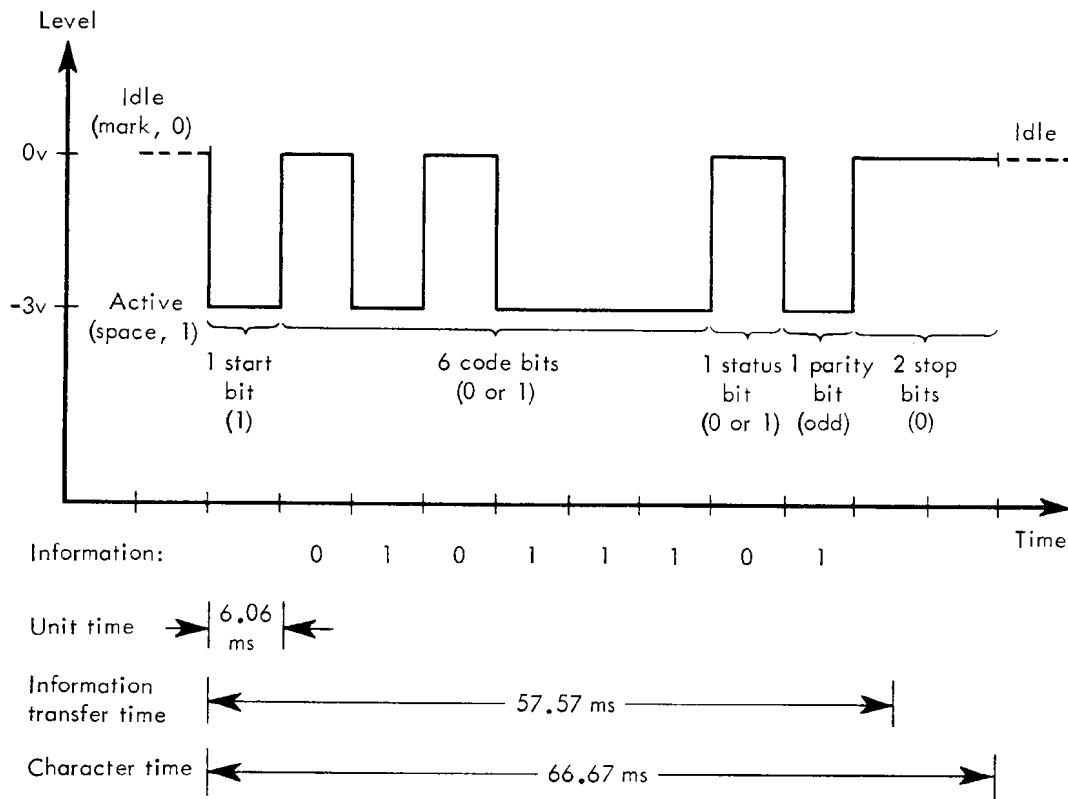 Level
Idle
(mark, 0)
Idle
0v
-3v
Active
(space, 1)
1 start
bit
(1)
6 code bits
(0 or 1)
1 status
bit
(0 or 1)
1 parity
bit
(odd)
2 stop
bits
(0)
Time
Information: 0 1 0 1 1 1 0 1
Unit time
6.06
ms
Information
transfer time
57.57 ms
Character time
66.67 ms